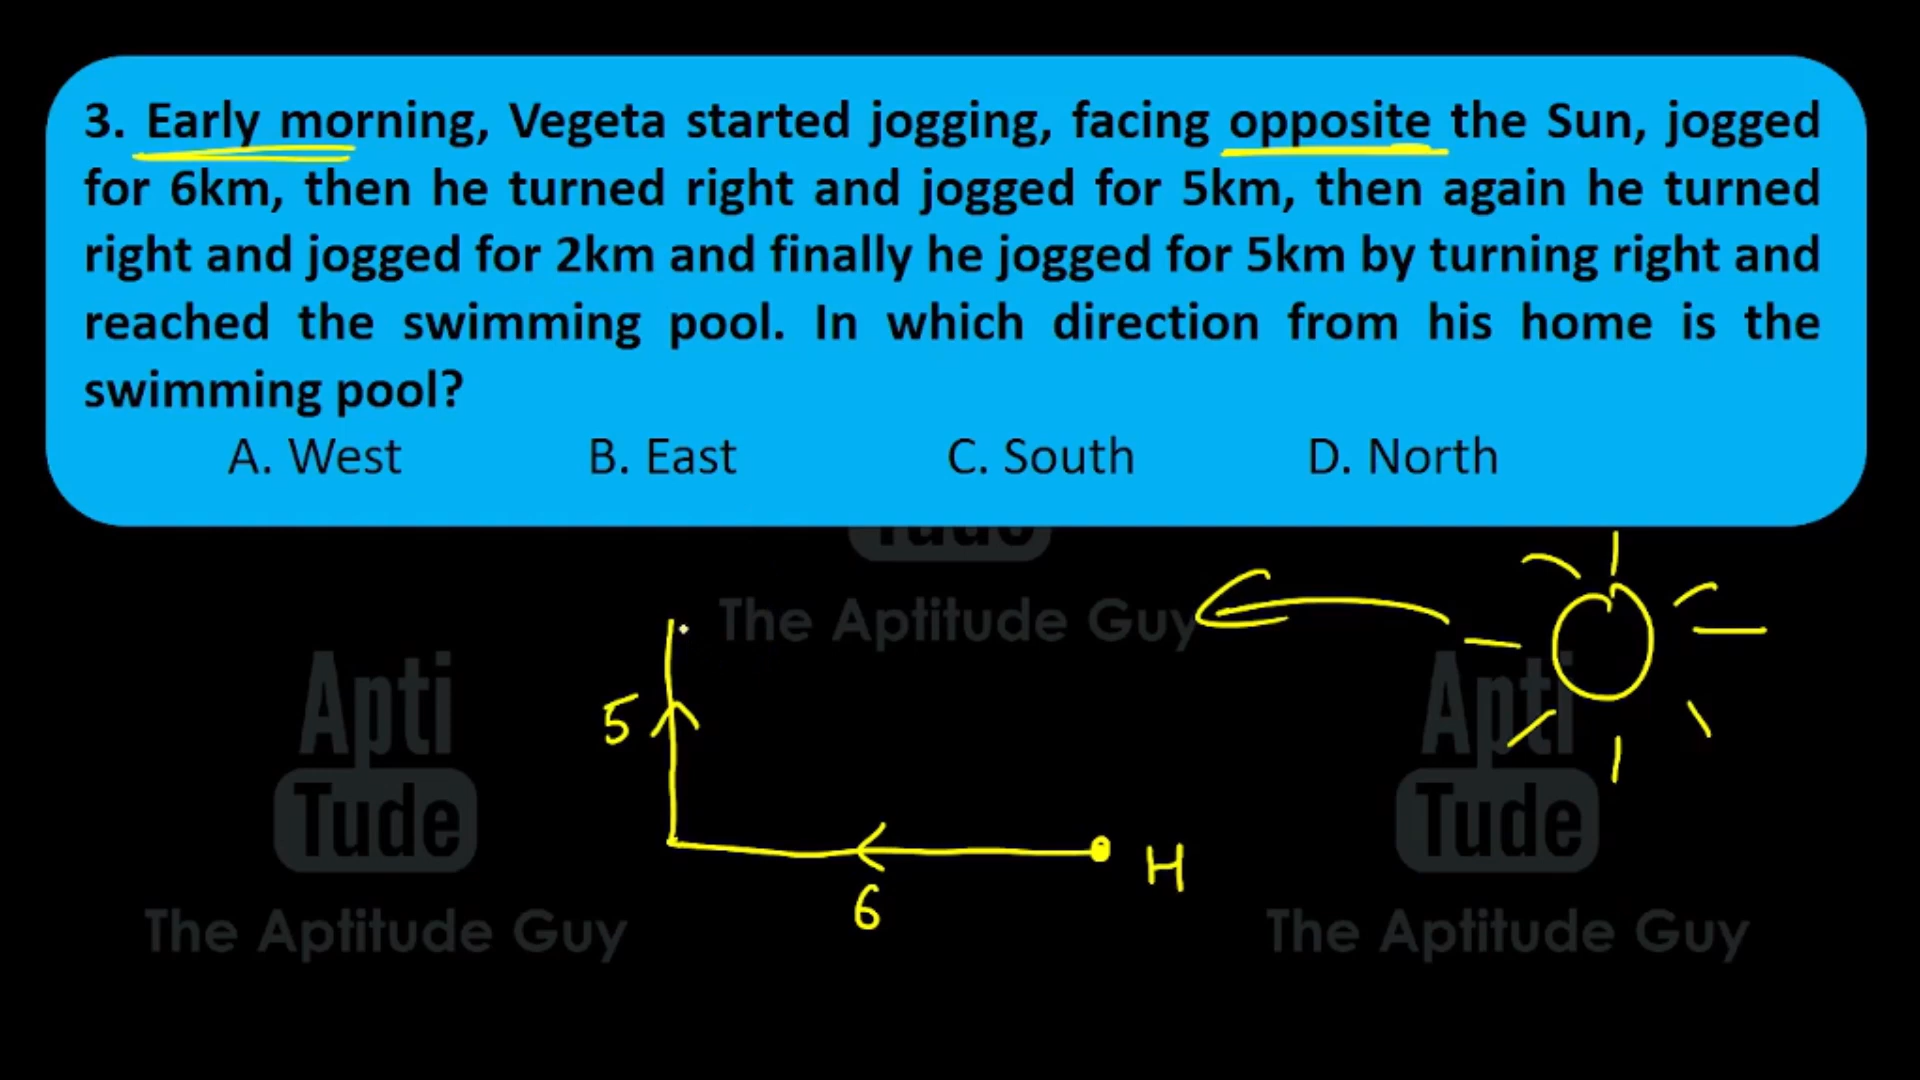 3. Early morning, Vegeta started jogging, facing opposite the Sun, jogged
for 6km, then he turned right and jogged for 5km, then again he turned
right and jogged for 2km and finally he jogged for 5km by turning right and
reached the swimming pool. In which direction from his home is the
swimming pool?
A. West B. East C. South D. North
Tude
The Aptitude Guy
Apti
Tude
The Aptitude Guy
Apti
Tude
The Aptitude Guy
5
6
H